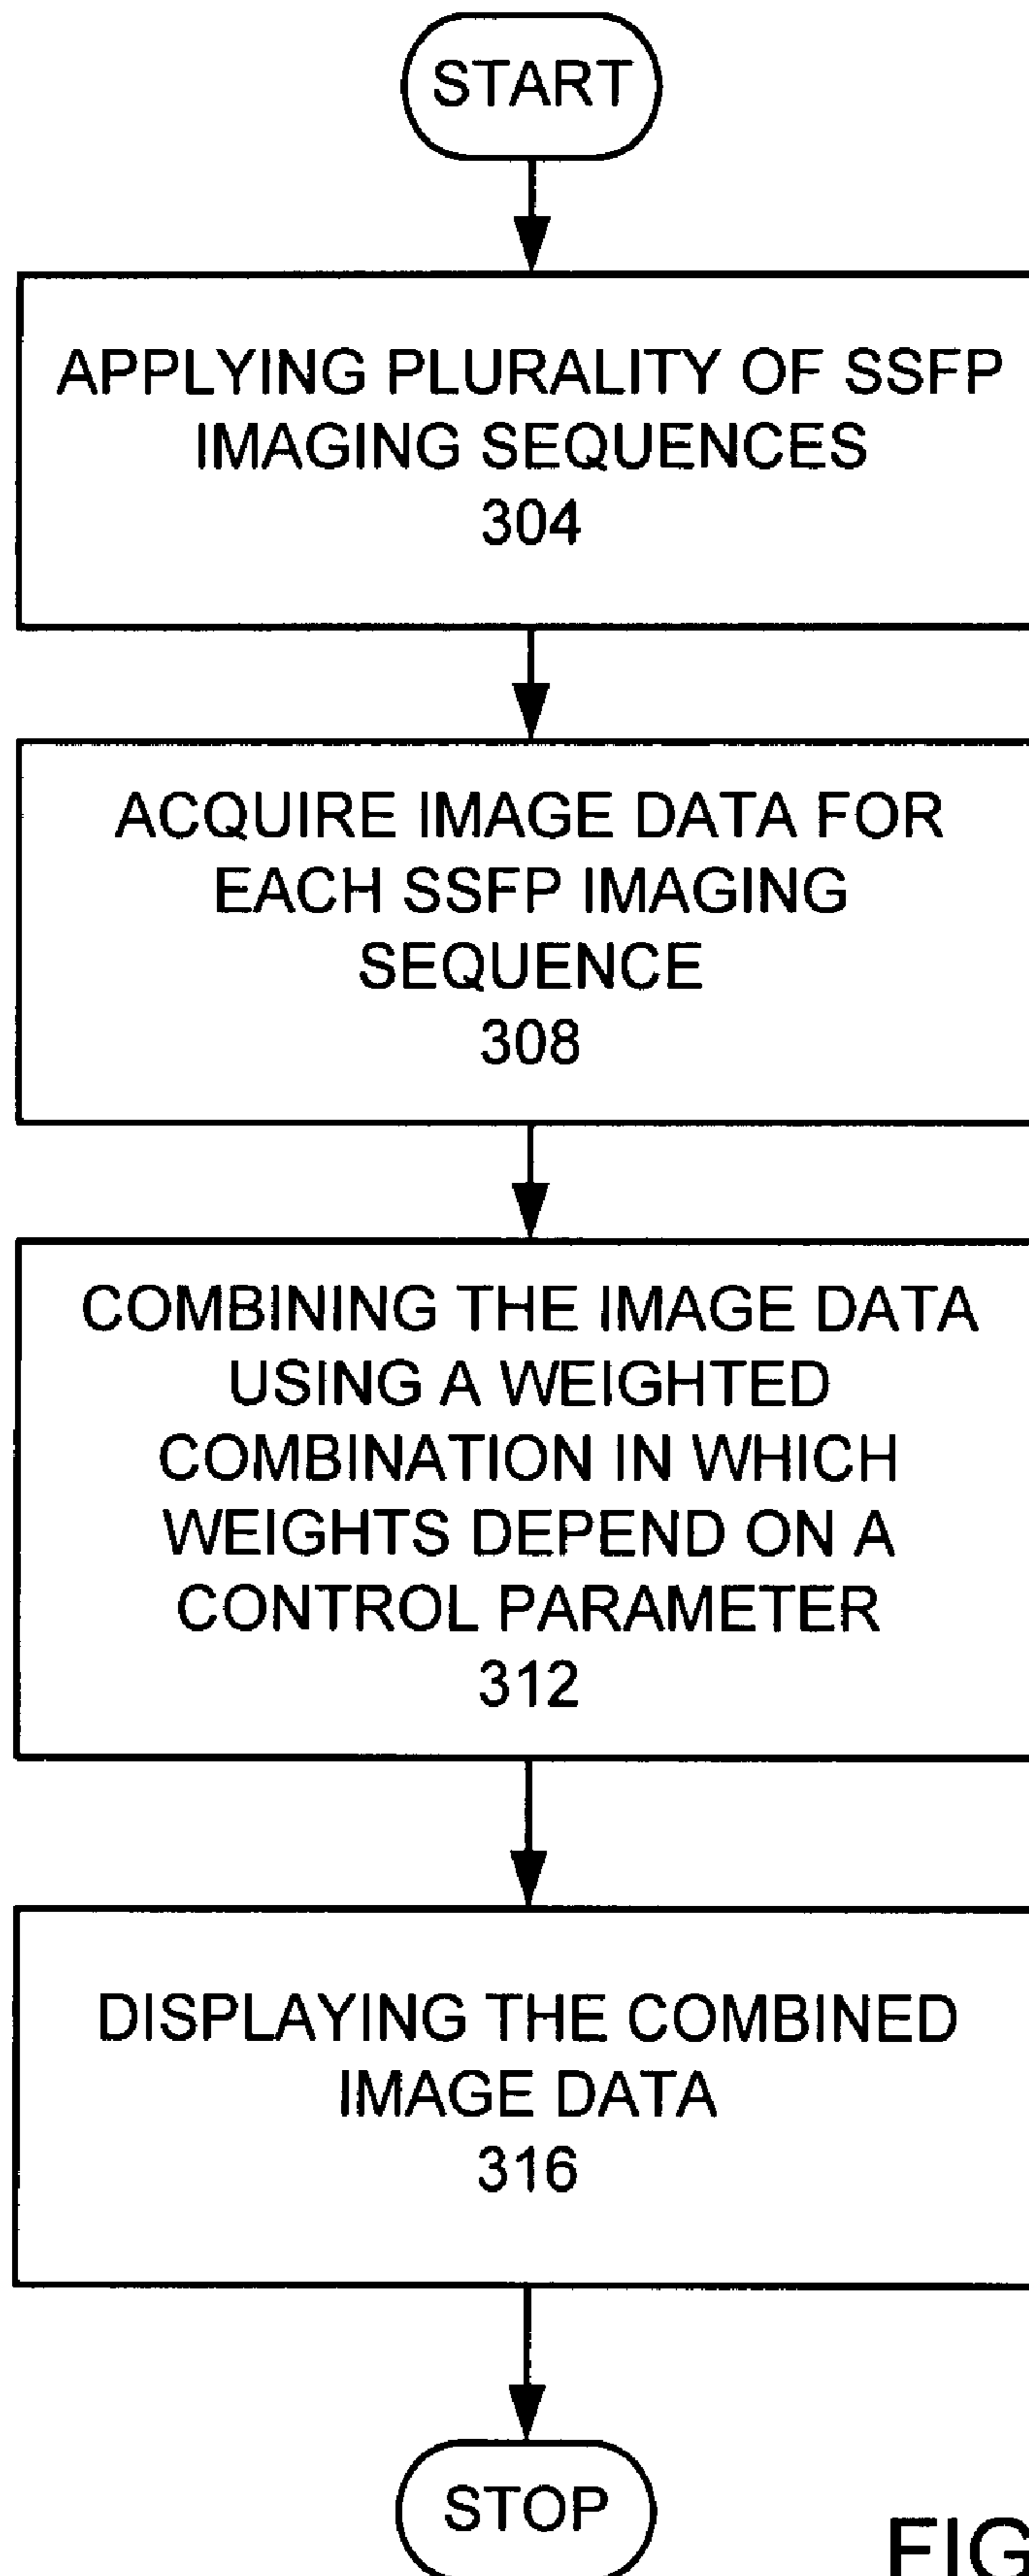 START
APPLYING PLURALITY OF SSFP
IMAGING SEQUENCES
304
ACQUIRE IMAGE DATA FOR
EACH SSFP IMAGING
SEQUENCE
308
COMBINING THE IMAGE DATA
USING A WEIGHTED
COMBINATION IN WHICH
WEIGHTS DEPEND ON A
CONTROL PARAMETER
312
DISPLAYING THE COMBINED
IMAGE DATA
316
STOP
FIG